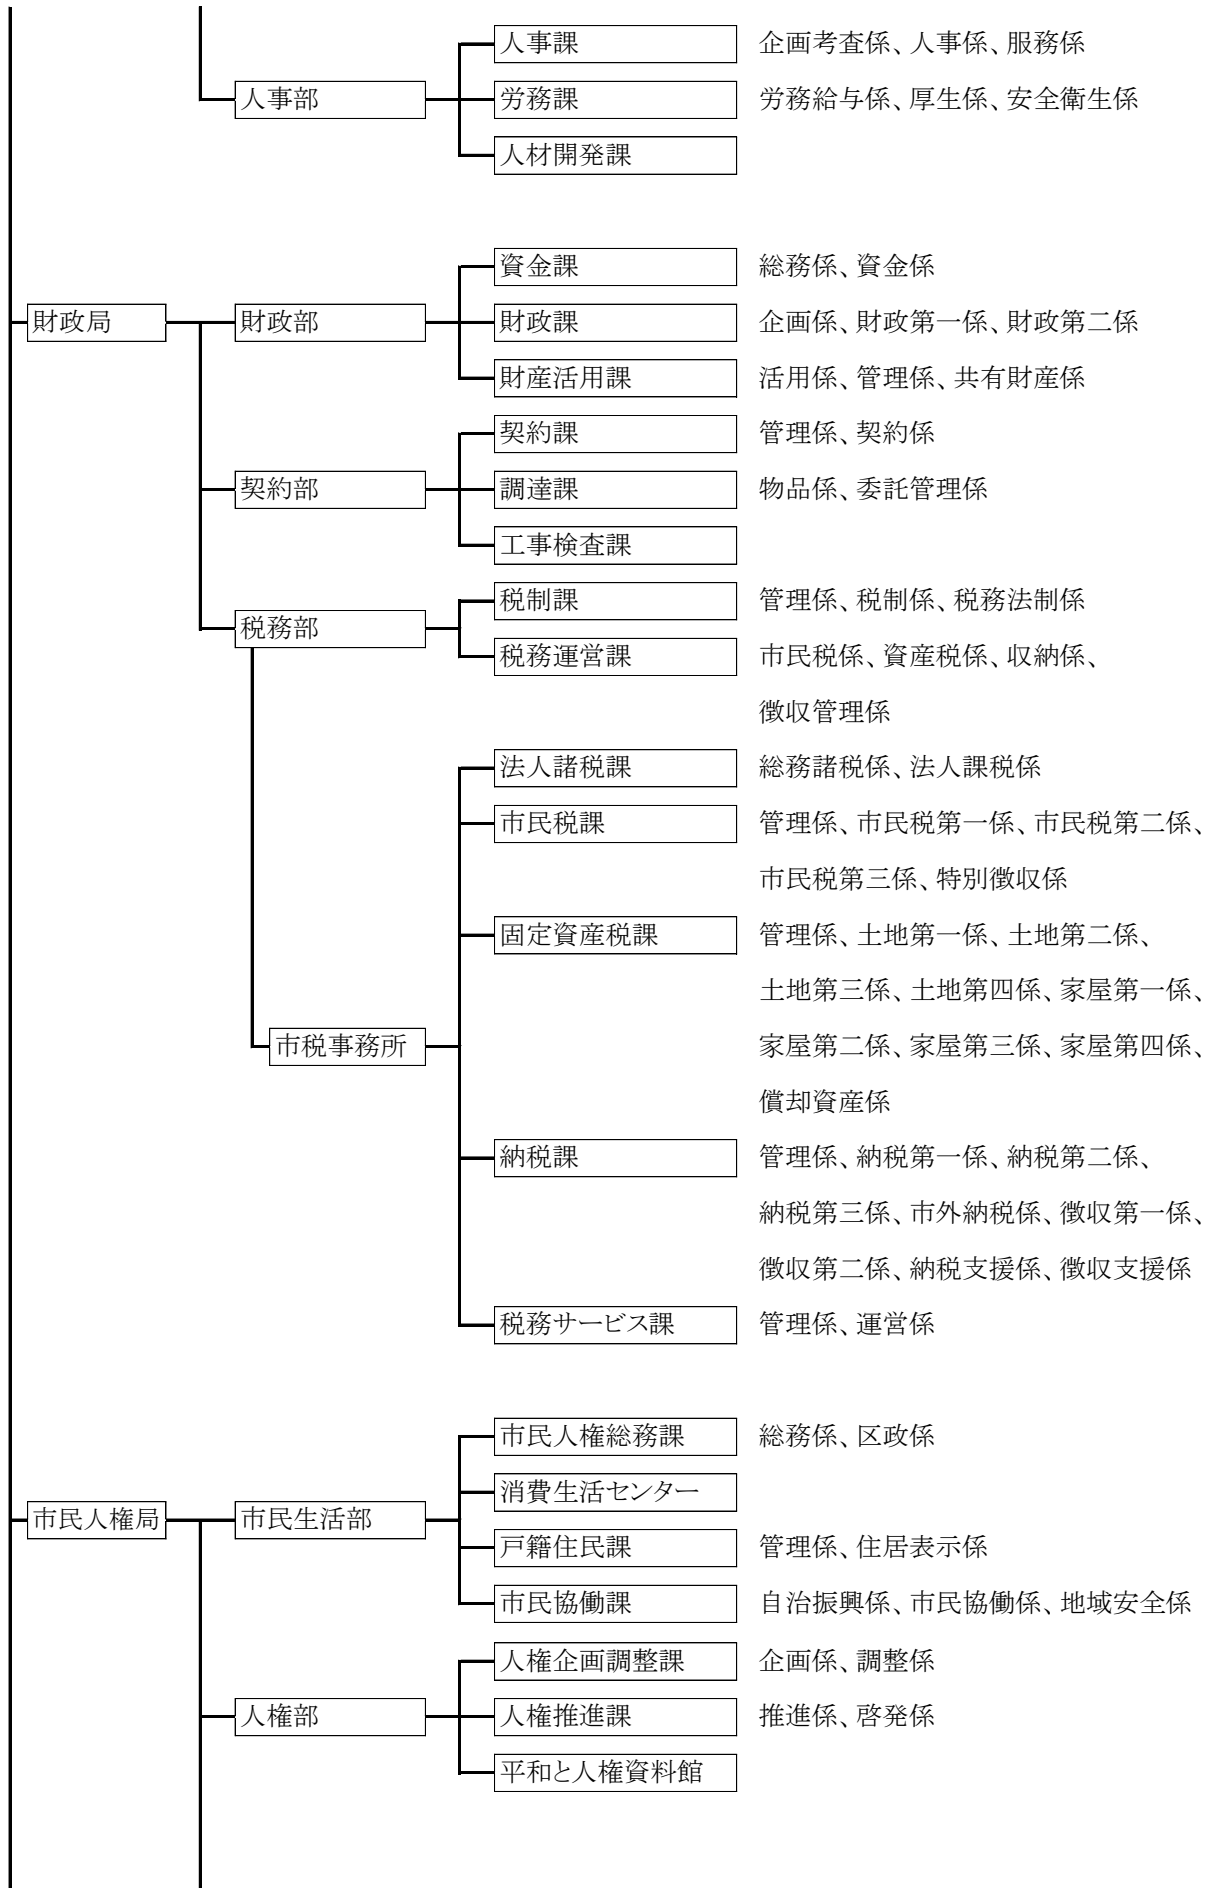 人事課 企画考査係、人事係、服務係
人事部 労務課 労務給与係、厚生係、安全衛生係
人材開発課
資金課 総務係、資金係
財政局 財政部 財政課 企画係、財政第一係、財政第二係
財産活用課 活用係、管理係、共有財産係
契約課 管理係、契約係
契約部 調達課 物品係、委託管理係
工事検査課
税制課 管理係、税制係、税務法制係
税務部
税務運営課 市民税係、資産税係、収納係、
徴収管理係
法人諸税課 総務諸税係、法人課税係
市民税課 管理係、市民税第一係、市民税第二係、
市民税第三係、特別徴収係
固定資産税課 管理係、土地第一係、土地第二係、
土地第三係、土地第四係、家屋第一係、
市税事務所 家屋第二係、家屋第三係、家屋第四係、
償却資産係
納税課 管理係、納税第一係、納税第二係、
納税第三係、市外納税係、徴収第一係、
徴収第二係、納税支援係、徴収支援係
税務サービス課 管理係、運営係
市民人権総務課 総務係、区政係
消費生活センター
市民人権局 市民生活部
戸籍住民課 管理係、住居表示係
市民協働課 自治振興係、市民協働係、地域安全係
人権企画調整課 企画係、調整係
人権部 人権推進課 推進係、啓発係
平和と人権資料館